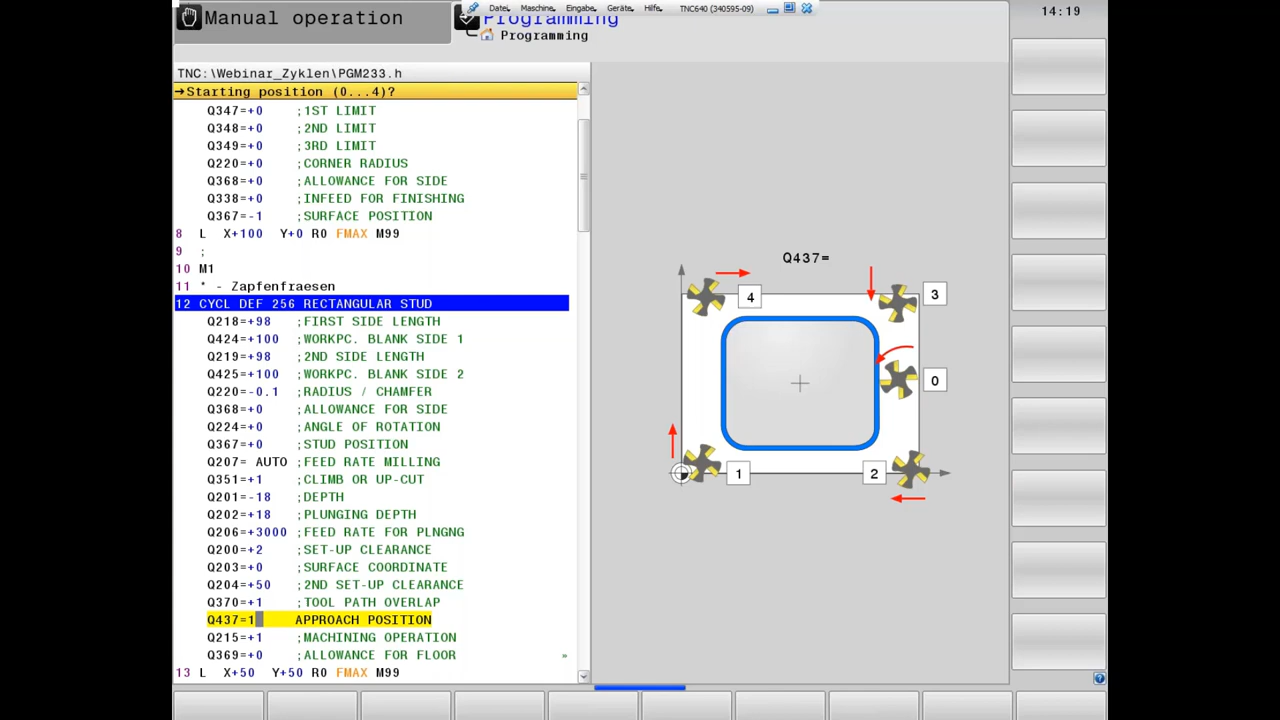 Manual operation
Datei Maschine Eingabe Geräte Hilfe TNC640 (340595-09)
Programming
Programming
14:19
TNC:\Webinar_Zyklen\PGM233.h
→Starting position (0...4)?
Q347=+0 ;1ST LIMIT
Q348=+0 ;2ND LIMIT
Q349=+0 ;3RD LIMIT
Q220=+0 ;CORNER RADIUS
Q368=+0 ;ALLOWANCE FOR SIDE
Q338=+0 ;INFEED FOR FINISHING
Q367=-1 ;SURFACE POSITION
8 L X+100 Y+0 R0 FMAX M99
9 ;
10 M1
11 * - Zapfenfraesen
12 CYCL DEF 256 RECTANGULAR STUD
Q218=+98 ;FIRST SIDE LENGTH
Q424=+100 ;WORKPC. BLANK SIDE 1
Q219=+98 ;2ND SIDE LENGTH
Q425=+100 ;WORKPC. BLANK SIDE 2
Q220=-0.1 ;RADIUS / CHAMFER
Q368=+0 ;ALLOWANCE FOR SIDE
Q224=+0 ;ANGLE OF ROTATION
Q367=+0 ;STUD POSITION
Q207= AUTO ;FEED RATE MILLING
Q351=+1 ;CLIMB OR UP-CUT
Q201=-18 ;DEPTH
Q202=+18 ;PLUNGING DEPTH
Q206=+3000 ;FEED RATE FOR PLNGNG
Q200=+2 ;SET-UP CLEARANCE
Q203=+0 ;SURFACE COORDINATE
Q204=+50 ;2ND SET-UP CLEARANCE
Q370=+1 ;TOOL PATH OVERLAP
Q437=1 APPROACH POSITION
Q215=+1 ;MACHINING OPERATION
Q369=+0 ;ALLOWANCE FOR FLOOR »
13 L X+50 Y+50 R0 FMAX M99
Q437=
4
3
0
1
2